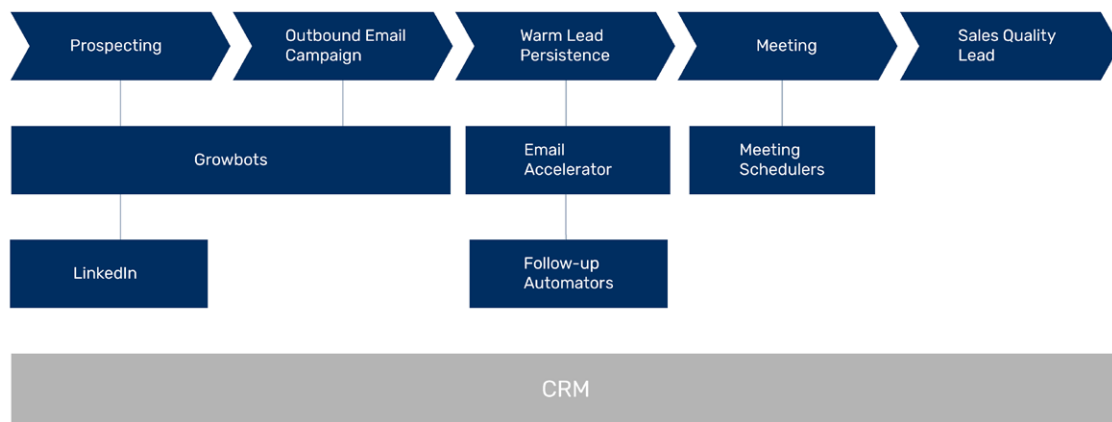 Prospecting
Outbound Email
Campaign
Warm Lead
Persistence
Meeting
Sales Quality
Lead
Growbots
Email
Accelerator
Meeting
Schedulers
LinkedIn
Follow-up
Automators
CRM